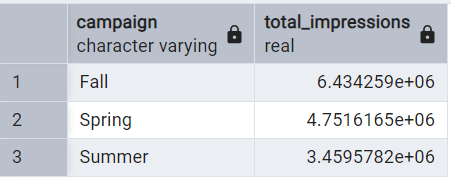 campaign total_impressions
character varying real
1 Fall 6.434259e+06
2 Spring 4.7516165e+06
3 Summer 3.4595782e+06